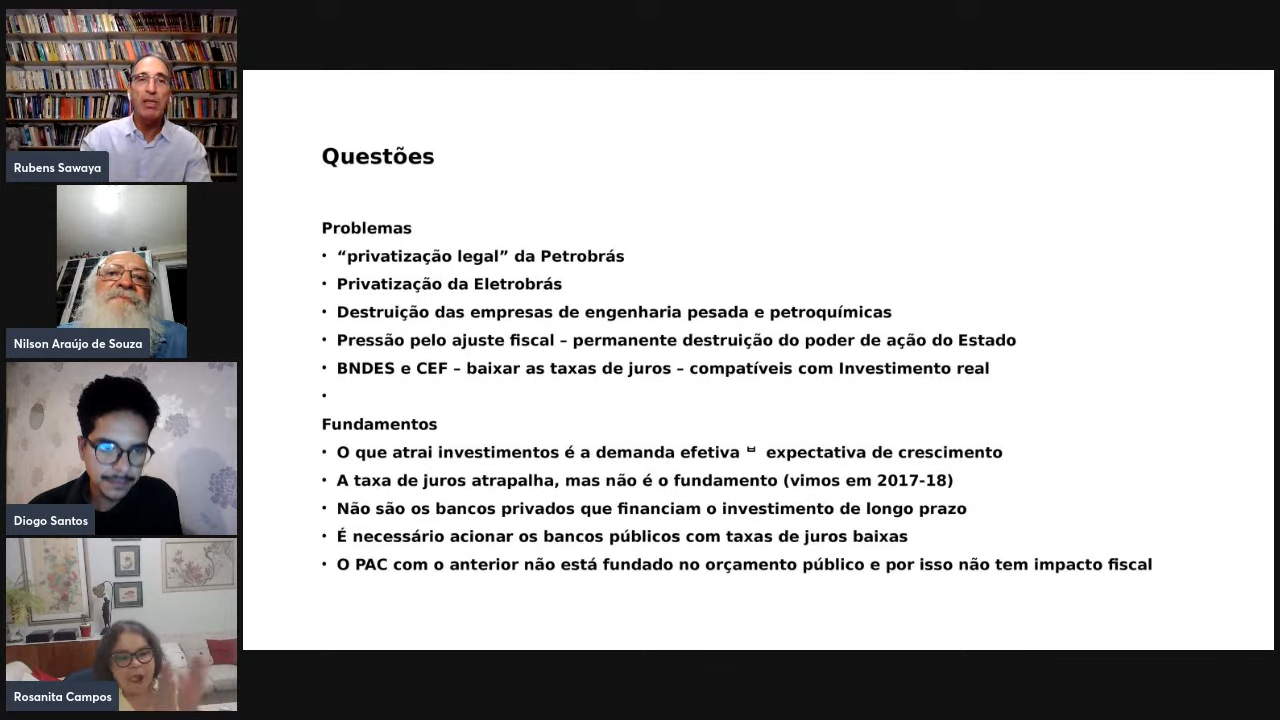 Rubens Sawaya
Nilson Araújo de Souza
Diogo Santos
Rosanita Campos
Questões
Problemas
• “privatização legal” da Petrobrás
• Privatização da Eletrobrás
• Destruição das empresas de engenharia pesada e petroquímicas
• Pressão pelo ajuste fiscal – permanente destruição do poder de ação do Estado
• BNDES e CEF – baixar as taxas de juros – compatíveis com Investimento real
•
Fundamentos
• O que atrai investimentos é a demanda efetiva expectativa de crescimento
• A taxa de juros atrapalha, mas não é o fundamento (vimos em 2017-18)
• Não são os bancos privados que financiam o investimento de longo prazo
• É necessário acionar os bancos públicos com taxas de juros baixas
• O PAC com o anterior não está fundado no orçamento público e por isso não tem impacto fiscal